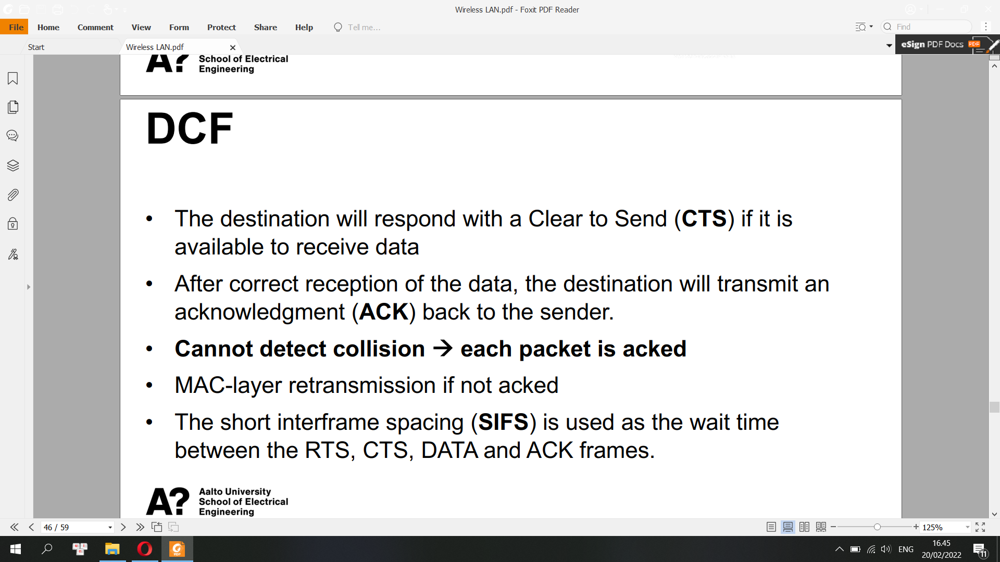 Wireless LAN.pdf - Foxit PDF Reader
File Home Comment View Form Protect Share Help Tell me... Find
Start Wireless LAN.pdf eSign PDF Docs PDF
School of Electrical
A? Engineering
DCF
• The destination will respond with a Clear to Send (CTS) if it is
available to receive data
• After correct reception of the data, the destination will transmit an
acknowledgment (ACK) back to the sender.
• Cannot detect collision → each packet is acked
• MAC-layer retransmission if not acked
• The short interframe spacing (SIFS) is used as the wait time
between the RTS, CTS, DATA and ACK frames.
Aalto University
A? School of Electrical
Engineering
46 / 59 125%
16.45
ENG
20/02/2022
11